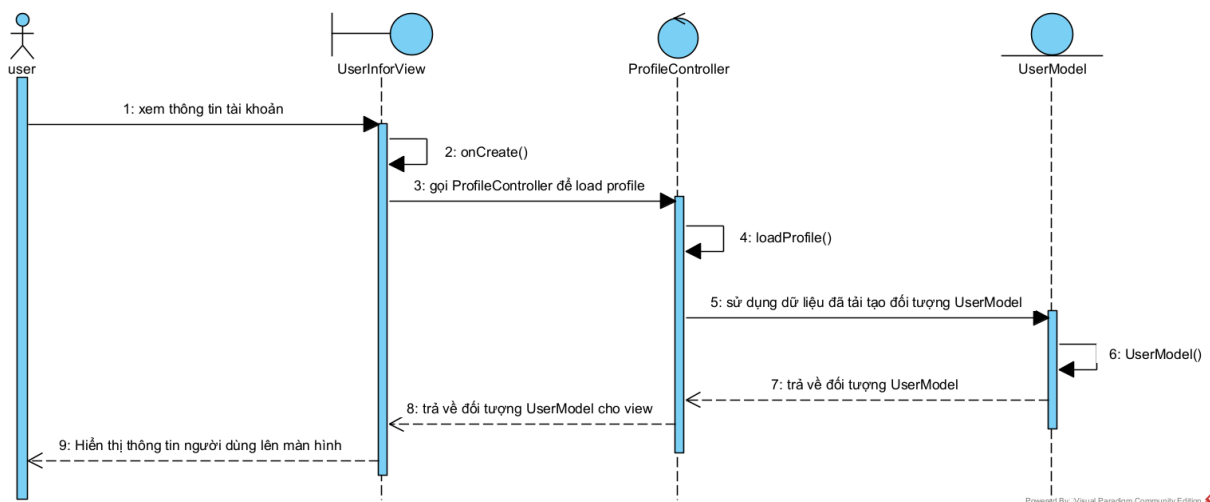 user
UserInforView
ProfileController
UserModel
1: xem thông tin tài khoản
2: onCreate()
3: gọi ProfileController để load profile
4: loadProfile()
5: sử dụng dữ liệu đã tải tạo đối tượng UserModel
6: UserModel()
7: trả về đối tượng UserModel
8: trả về đối tượng UserModel cho view
9: Hiển thị thông tin người dùng lên màn hình
Powered By: Visual Paradigm Community Edition